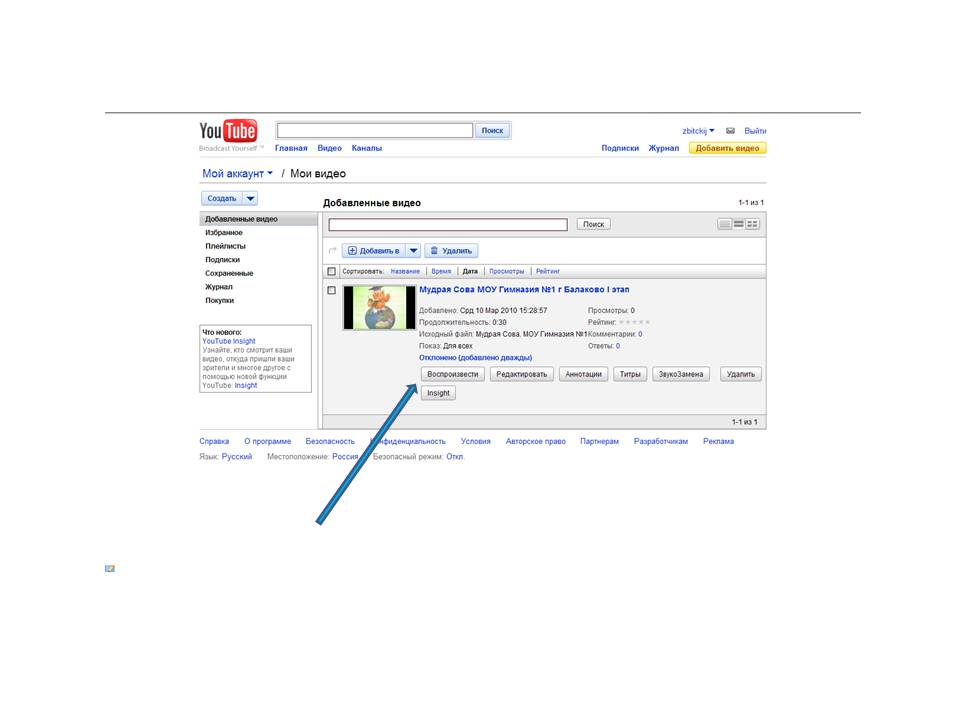 YouTube
Broadcast Yourself ™
Поиск
zbitckij
Выйти
Главная Видео Каналы
Подписки Журнал Добавить видео
Мой аккаунт / Мои видео
Создать
Добавленные видео
1-1 из 1
Добавленные видео
Избранное
Плейлисты
Подписки
Сохраненные
Журнал
Покупки
Что нового:
YouTube Insight
Узнайте, кто смотрит ваши
видео, откуда пришли ваши
зрители и многое другое с
помощью новой функции
YouTube: Insight
Поиск
Добавить в Удалить
Сортировать: Название Время Дата Просмотры Рейтинг
Мудрая Сова МОУ Гимназия №1 г Балаково I этап
Добавлено: Срд 10 Мар 2010 15:28:57 Просмотры: 0
Продолжительность: 0:30 Рейтинг:
Исходный файл: Мудрая Сова. МОУ Гимназия №1 Комментарии: 0
Показ: Для всех Ответы: 0
Отклонено (добавлено дважды)
Воспроизвести Редактировать Аннотации Титры ЗвукоЗамена Удалить
Insight
1-1 из 1
Справка О программе Безопасность Конфиденциальность Условия Авторское право Партнерам Разработчикам Реклама
Язык: Русский Местоположение: Россия Безопасный режим: Откл.